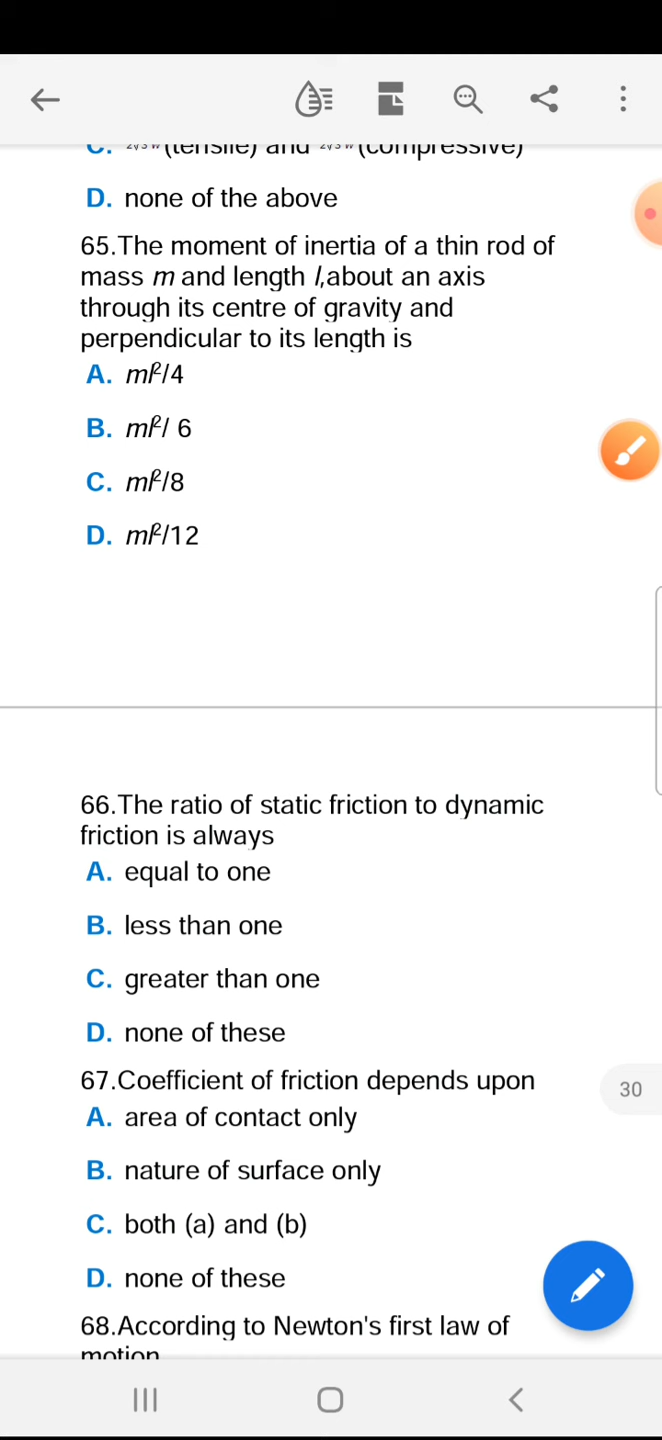 (tensile) and (compressive)
D. none of the above
65.The moment of inertia of a thin rod of
mass m and length l,about an axis
through its centre of gravity and
perpendicular to its length is
A. ml²/4
B. ml²/ 6
C. ml²/8
D. ml²/12
66.The ratio of static friction to dynamic
friction is always
A. equal to one
B. less than one
C. greater than one
D. none of these
67.Coefficient of friction depends upon
30
A. area of contact only
B. nature of surface only
C. both (a) and (b)
D. none of these
68.According to Newton's first law of
motion